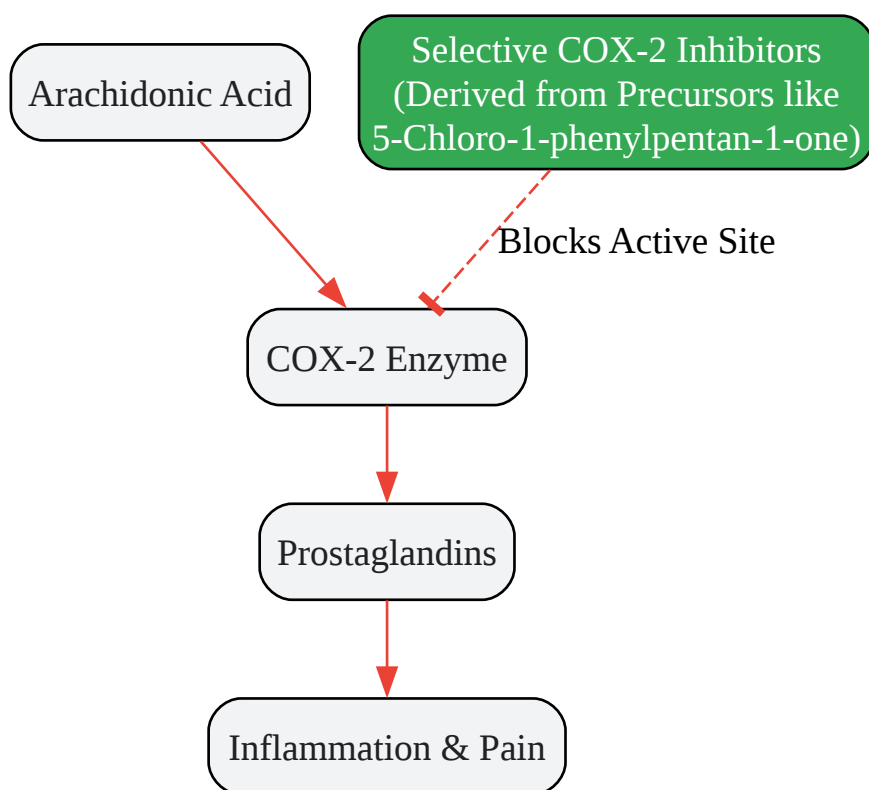 Arachidonic Acid
Selective COX-2 Inhibitors
(Derived from Precursors like
5-Chloro-1-phenylpentan-1-one)
Blocks Active Site
COX-2 Enzyme
Prostaglandins
Inflammation & Pain